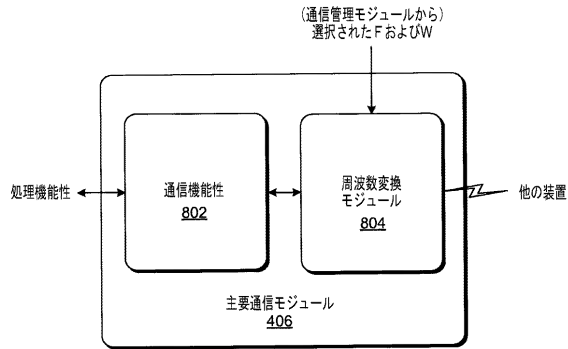 (通信管理モジュールから)
選択されたFおよびW
処理機能性
通信機能性
802
周波数変換
モジュール
804
他の装置
主要通信モジュール
406